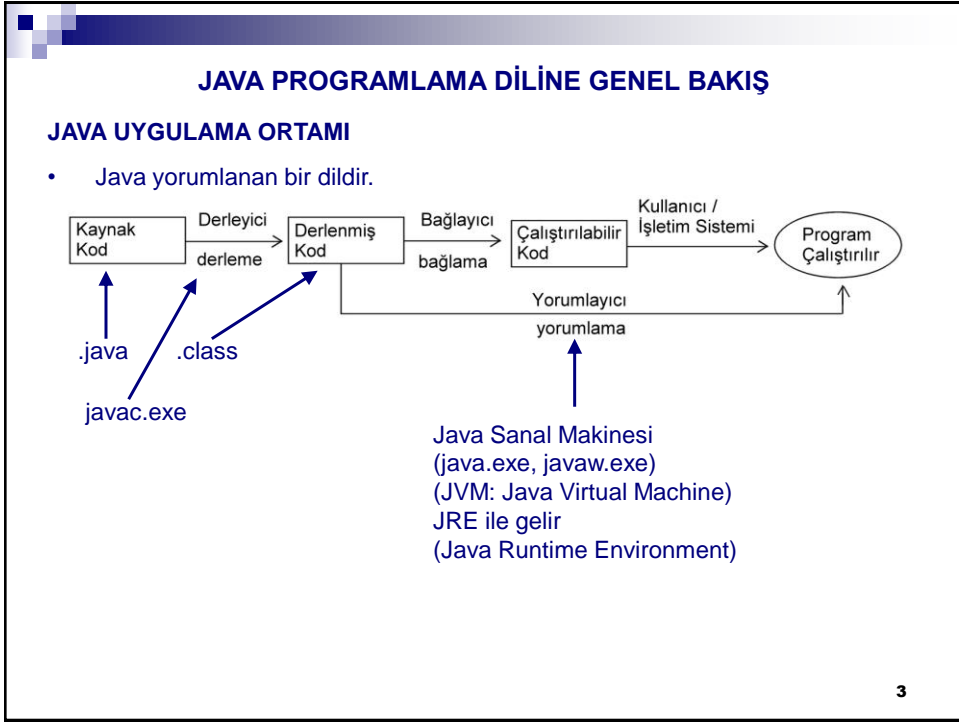 JAVA PROGRAMLAMA DİLİNE GENEL BAKIŞ
JAVA UYGULAMA ORTAMI
• Java yorumlanan bir dildir.
Kaynak
Kod
Derleyici
derleme
Derlenmiş
Kod
Bağlayıcı
bağlama
Çalıştırılabilir
Kod
Kullanıcı /
İşletim Sistemi
Program
Çalıştırılır
Yorumlayıcı
yorumlama
.java
.class
javac.exe
Java Sanal Makinesi
(java.exe, javaw.exe)
(JVM: Java Virtual Machine)
JRE ile gelir
(Java Runtime Environment)
3